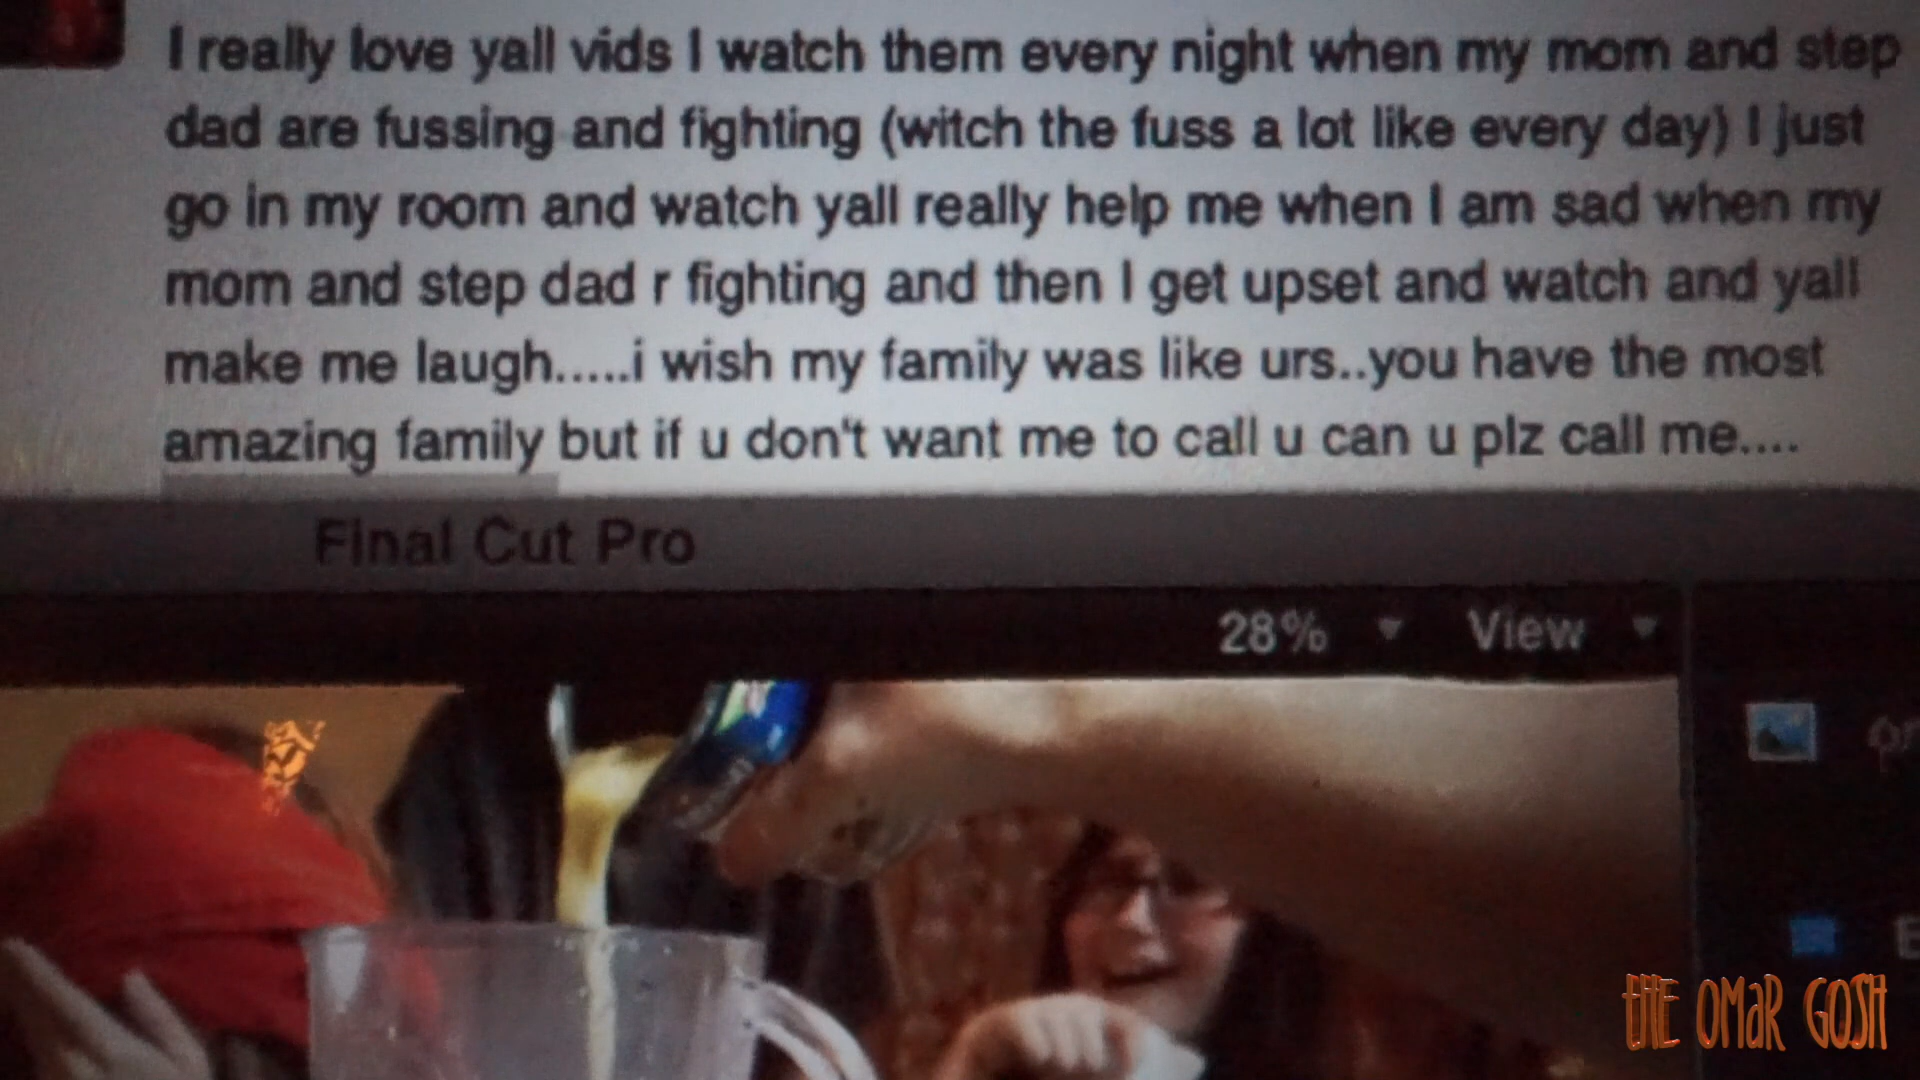 I really love yall vids I watch them every night when my mom and step
dad are fussing and fighting (witch the fuss a lot like every day) I just
go in my room and watch yall really help me when I am sad when my
mom and step dad r fighting and then I get upset and watch and yall
make me laugh.....i wish my family was like urs..you have the most
amazing family but if u don't want me to call u can u plz call me....
Final Cut Pro
28% View
THE OMAR GOSH